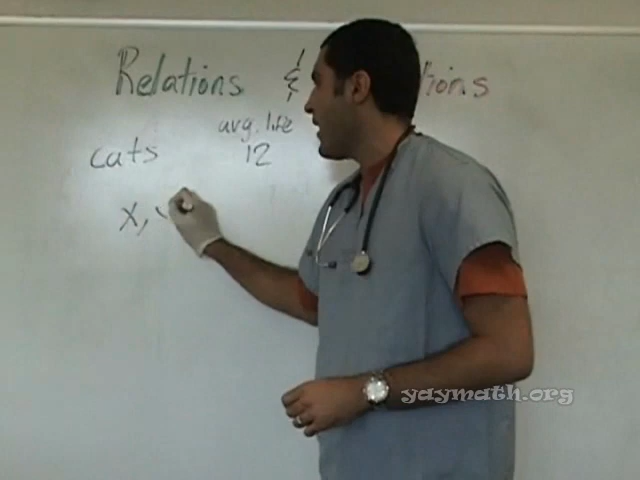 Relations &
avg. life
cats 12
x,
yaymath.org